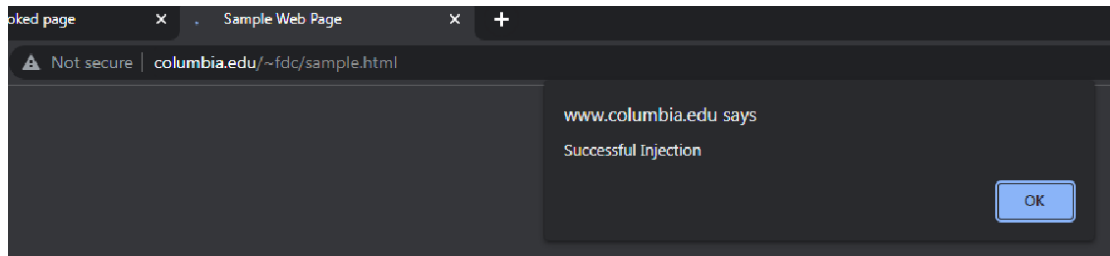 oked page
Sample Web Page
Not secure columbia.edu/~fdc/sample.html
www.columbia.edu says
Successful Injection
OK